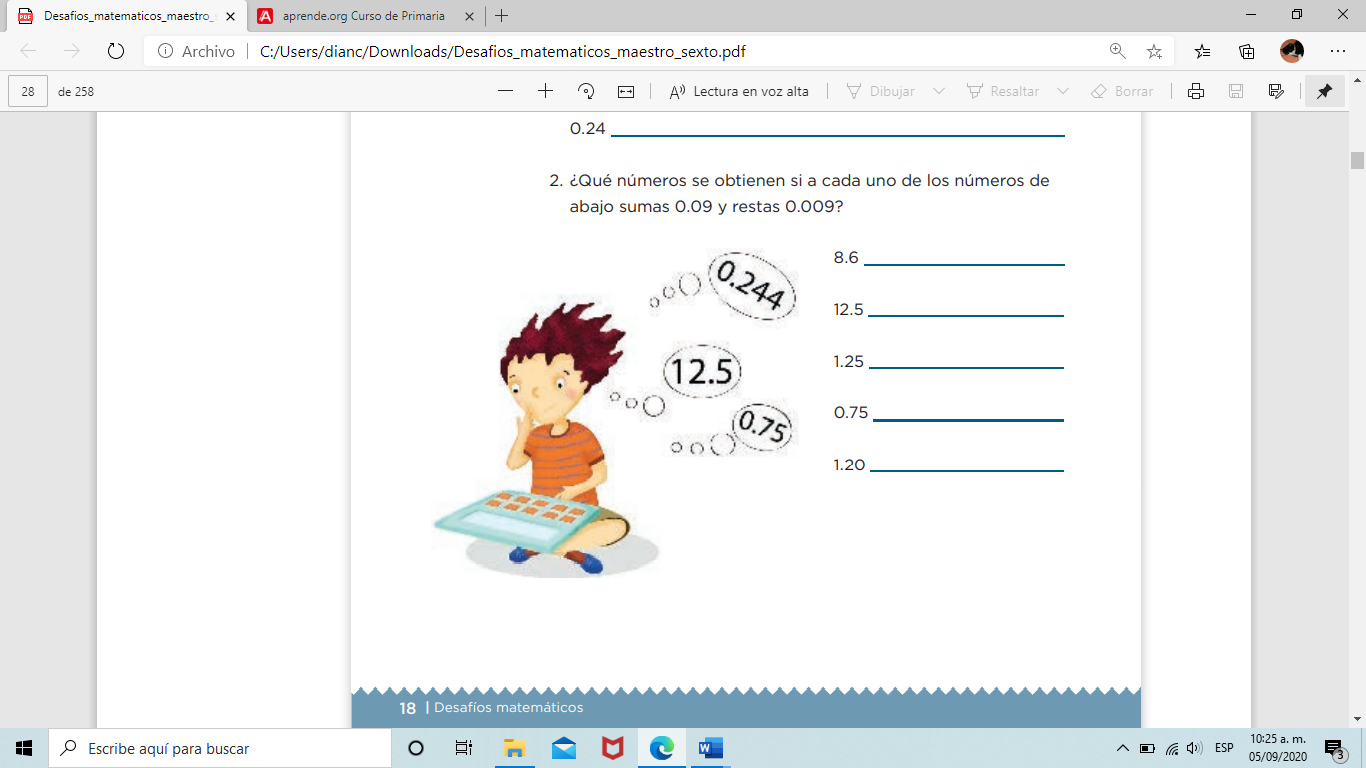 Desafios_matematicos_maestro_s
aprende.org Curso de Primaria
Archivo
C:/Users/dianc/Downloads/Desafios_matematicos_maestro_sexto.pdf
28
de 258
Lectura en voz alta
Dibujar
Resaltar
Borrar
0.24
2. ¿Qué números se obtienen si a cada uno de los números de
abajo sumas 0.09 y restas 0.009?
0.244
12.5
0.75
8.6
12.5
1.25
0.75
1.20
18 | Desafíos matemáticos
Escribe aquí para buscar
ESP
10:25 a. m.
05/09/2020
3